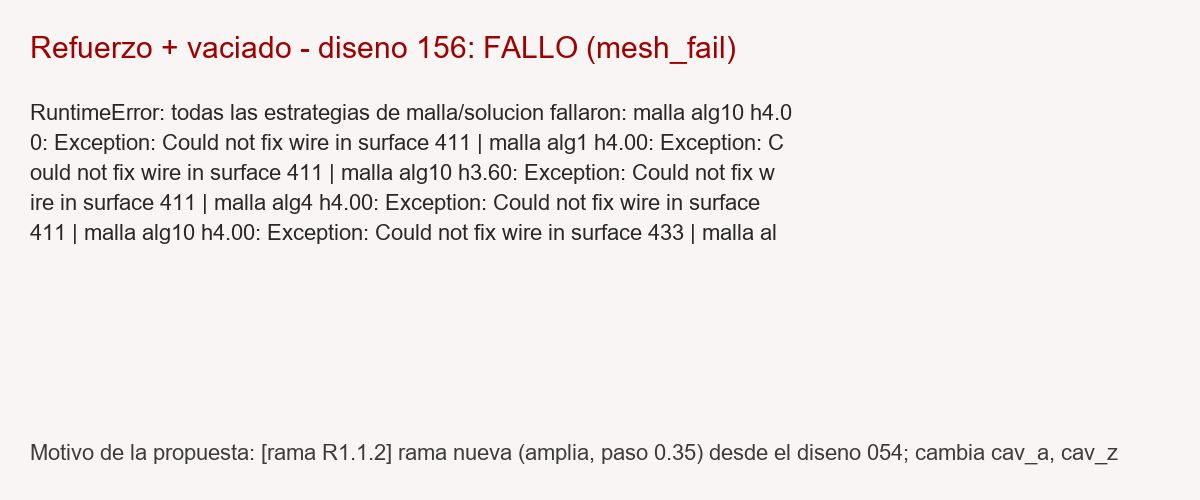 Refuerzo + vaciado - diseno 156: FALLO (mesh_fail)
RuntimeError: todas las estrategias de malla/solucion fallaron: malla alg10 h4.0
0: Exception: Could not fix wire in surface 411 | malla alg1 h4.00: Exception: C
ould not fix wire in surface 411 | malla alg10 h3.60: Exception: Could not fix w
ire in surface 411 | malla alg4 h4.00: Exception: Could not fix wire in surface
411 | malla alg10 h4.00: Exception: Could not fix wire in surface 433 | malla al
Motivo de la propuesta: [rama R1.1.2] rama nueva (amplia, paso 0.35) desde el diseno 054; cambia cav_a, cav_z